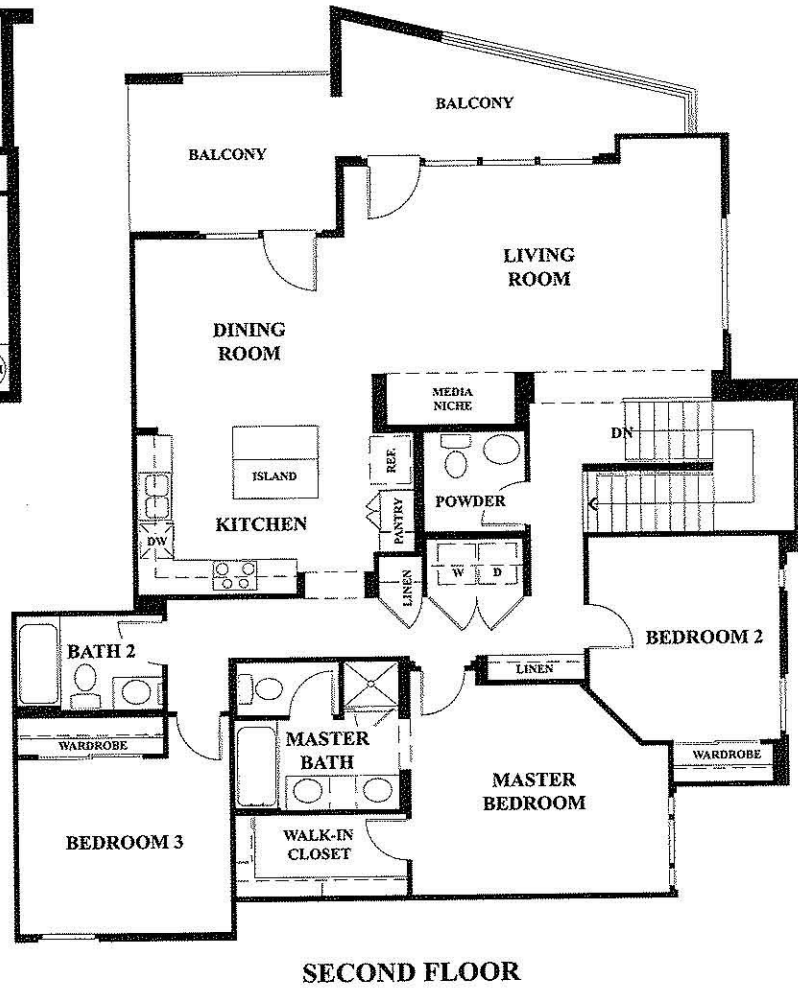 BALCONY
BALCONY
LIVING
ROOM
DINING
ROOM
MEDIA
NICHE
DN
REF.
ISLAND
POWDER
PANTRY
KITCHEN
DW
W
D
LINEN
BATH 2
BEDROOM 2
LINEN
WARDROBE
MASTER
BATH
WARDROBE
MASTER
BEDROOM
BEDROOM 3
WALK-IN
CLOSET
SECOND FLOOR